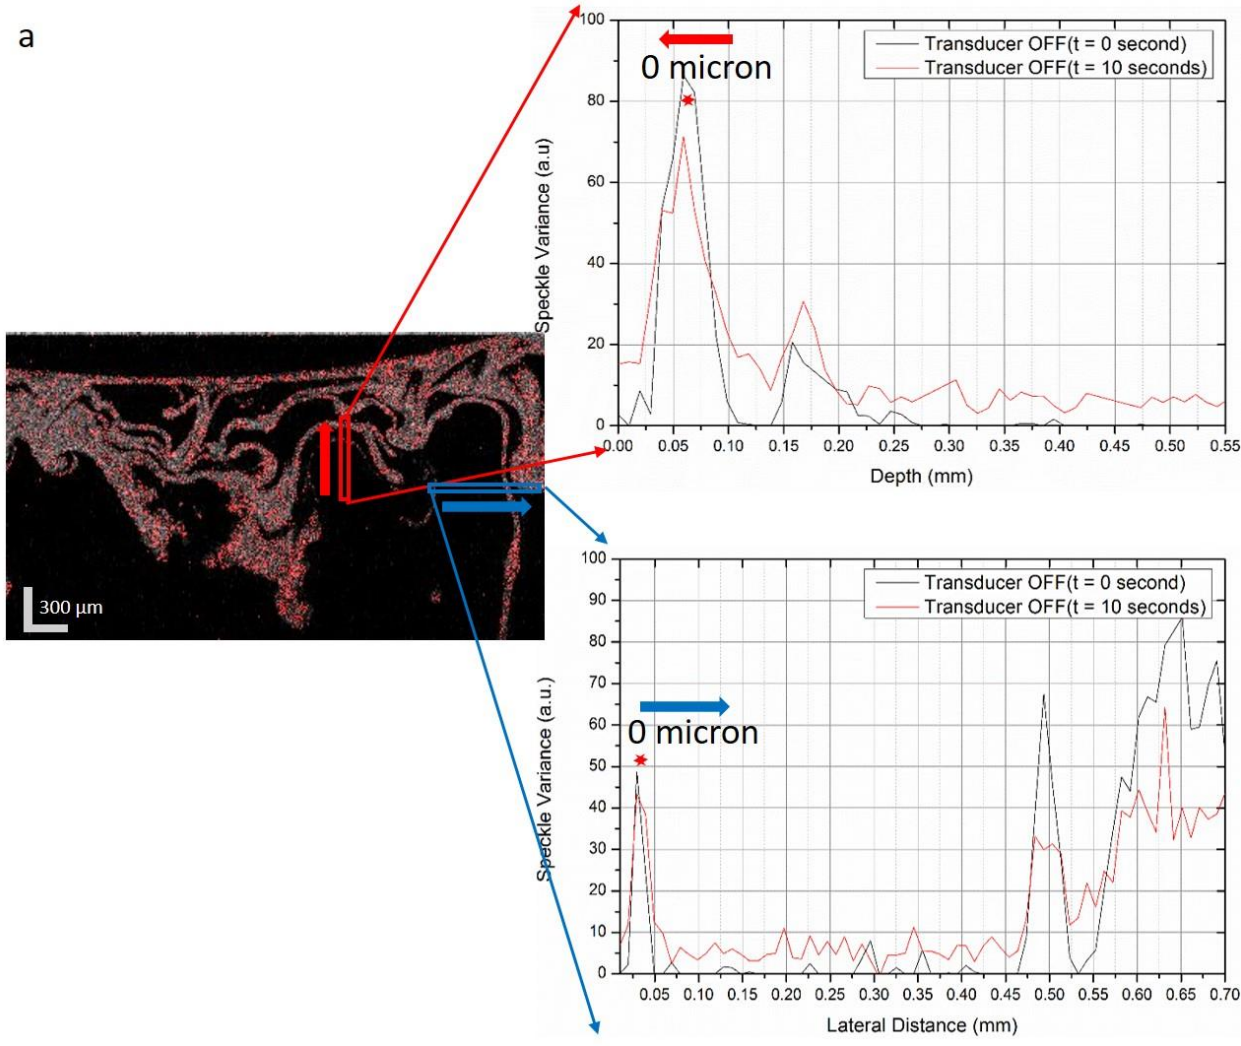 a
100
80
60
40
20
0
Speckle Variance (a.u)
0 micron
Transducer OFF(t = 0 second)
Transducer OFF(t = 10 seconds)
0.00 0.05 0.10 0.15 0.20 0.25 0.30 0.35 0.40 0.45 0.50 0.55
Depth (mm)
300 μm
100
90
80
70
60
50
40
30
20
10
0
Speckle Variance (a.u.)
0 micron
Transducer OFF(t = 0 second)
Transducer OFF(t = 10 seconds)
0.05 0.10 0.15 0.20 0.25 0.30 0.35 0.40 0.45 0.50 0.55 0.60 0.65 0.70
Lateral Distance (mm)